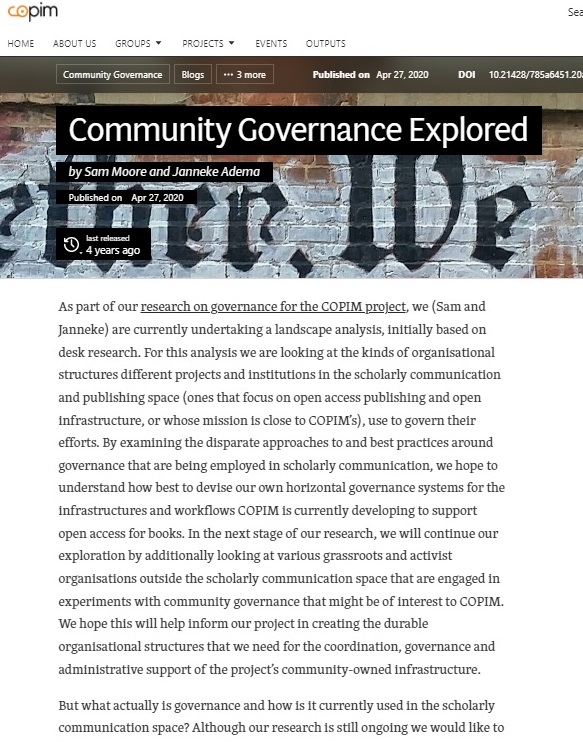 copim
Sea
HOME ABOUT US GROUPS PROJECTS EVENTS OUTPUTS
Community Governance Blogs ••• 3 more Published on Apr 27, 2020 DOI 10.21428/785a6451.20
Community Governance Explored
by Sam Moore and Janneke Adema
Published on Apr 27, 2020
last released
4 years ago
We
As part of our research on governance for the COPIM project, we (Sam and
Janneke) are currently undertaking a landscape analysis, initially based on
desk research. For this analysis we are looking at the kinds of organisational
structures different projects and institutions in the scholarly communication
and publishing space (ones that focus on open access publishing and open
infrastructure, or whose mission is close to COPIM’s), use to govern their
efforts. By examining the disparate approaches to and best practices around
governance that are being employed in scholarly communication, we hope to
understand how best to devise our own horizontal governance systems for the
infrastructures and workflows COPIM is currently developing to support
open access for books. In the next stage of our research, we will continue our
exploration by additionally looking at various grassroots and activist
organisations outside the scholarly communication space that are engaged in
experiments with community governance that might be of interest to COPIM.
We hope this will help inform our project in creating the durable
organisational structures that we need for the coordination, governance and
administrative support of the project’s community-owned infrastructure.
But what actually is governance and how is it currently used in the scholarly
communication space? Although our research is still ongoing we would like to